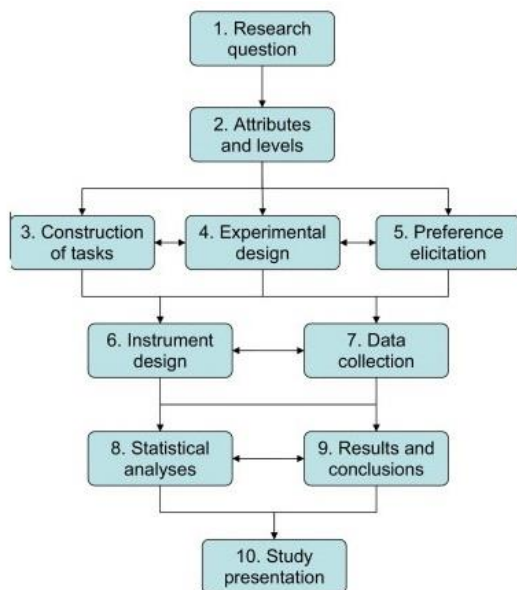 1. Research
question
2. Attributes
and levels
3. Construction
of tasks
4. Experimental
design
5. Preference
elicitation
6. Instrument
design
7. Data
collection
8. Statistical
analyses
9. Results and
conclusions
10. Study
presentation